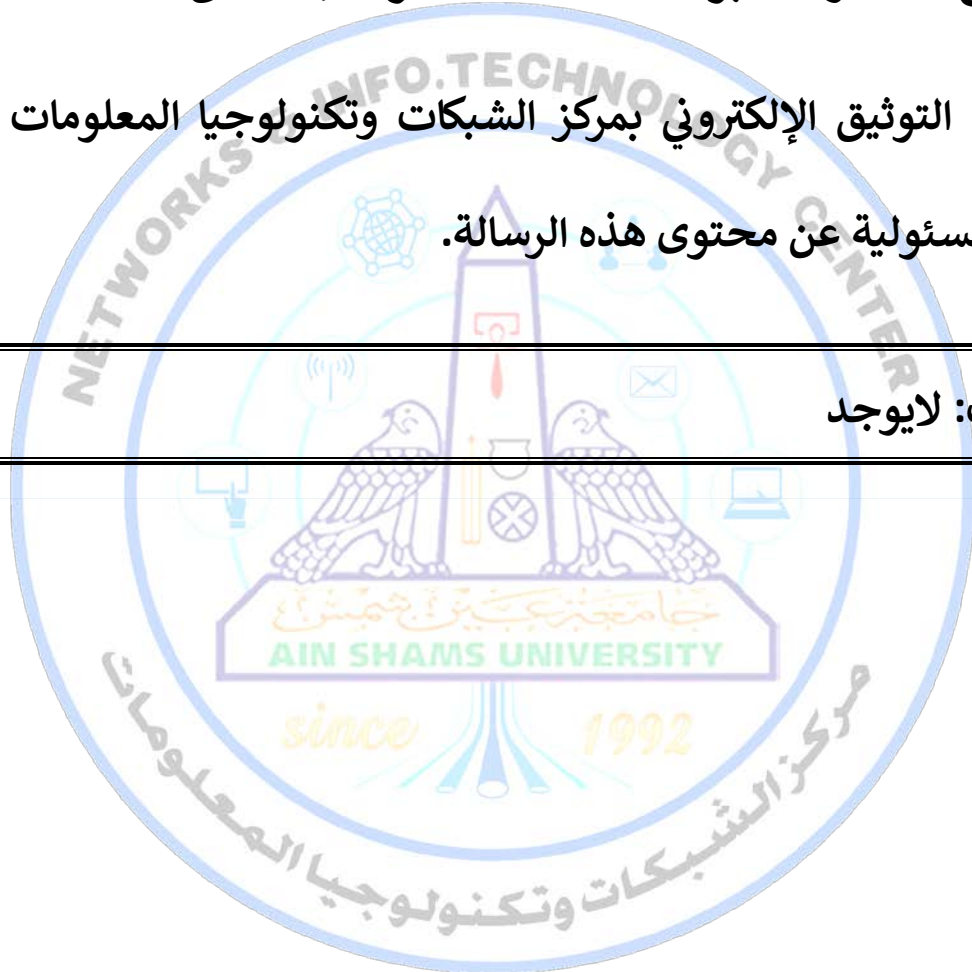 التوثيق الإلكتروني بمركز الشبكات وتكنولوجيا المعلومات
عن محتوى هذه الرسالة.
لايوجد
NETWORKS & INFO.TECHNOLOGY CENTER
جامعة عين شمس
AIN SHAMS UNIVERSITY
since 1992
مركز الشبكات وتكنولوجيا المعلومات